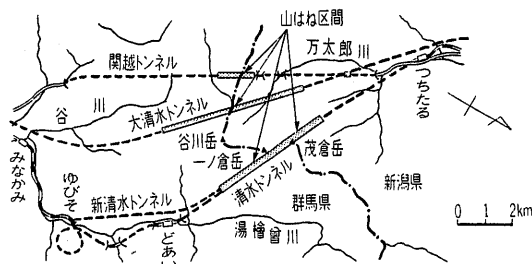 山はね区間
関越トンネル
万太郎川
つちたる
谷川
大清水トンネル
谷川岳
一ノ倉岳
茂倉岳
みなかみ
ゆびそ
新清水トンネル
清水トンネル
新潟県
群馬県
どあい
湯檜曾川
0 1 2km